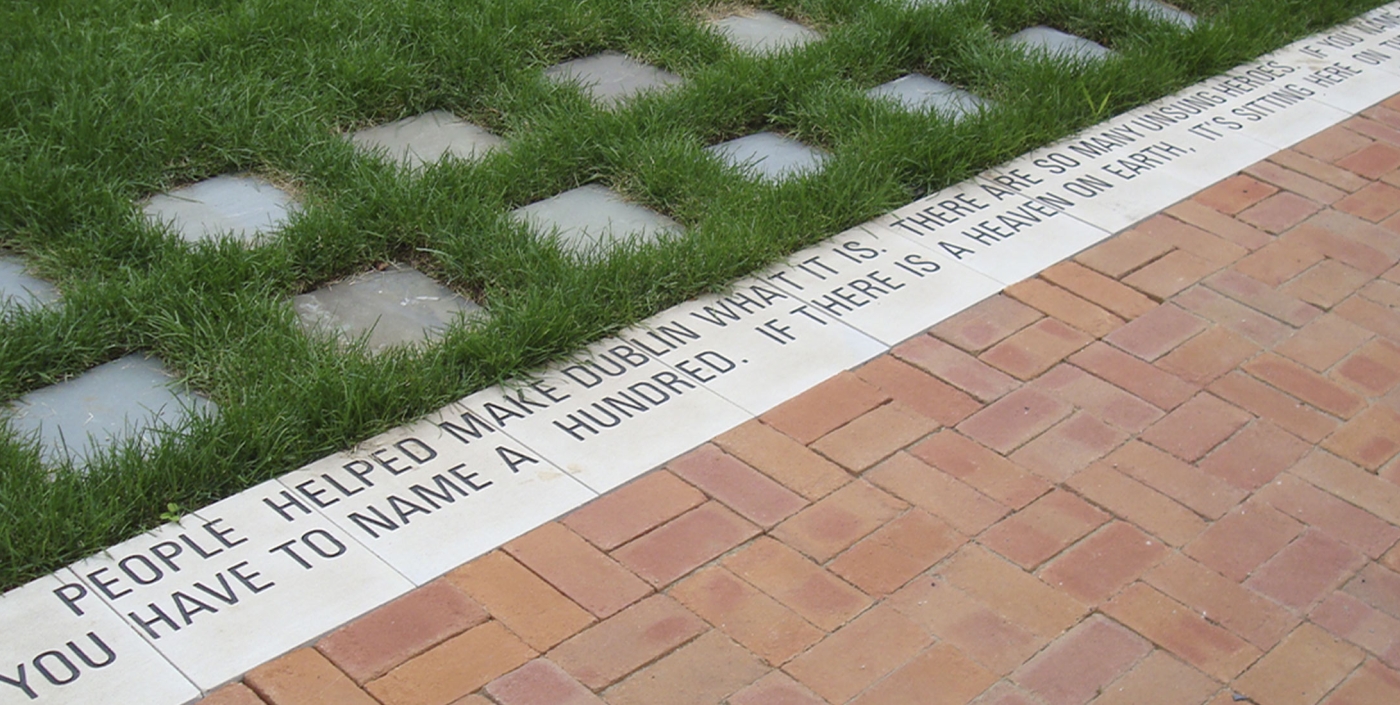 PEOPLE HELPED MAKE DUBLIN WHAT IT IS. THERE ARE SO MANY UNSUNG HEROES. IF YOU
YOU HAVE TO NAME A HUNDRED. IF THERE IS A HEAVEN ON EARTH, IT'S SITTING HERE ON